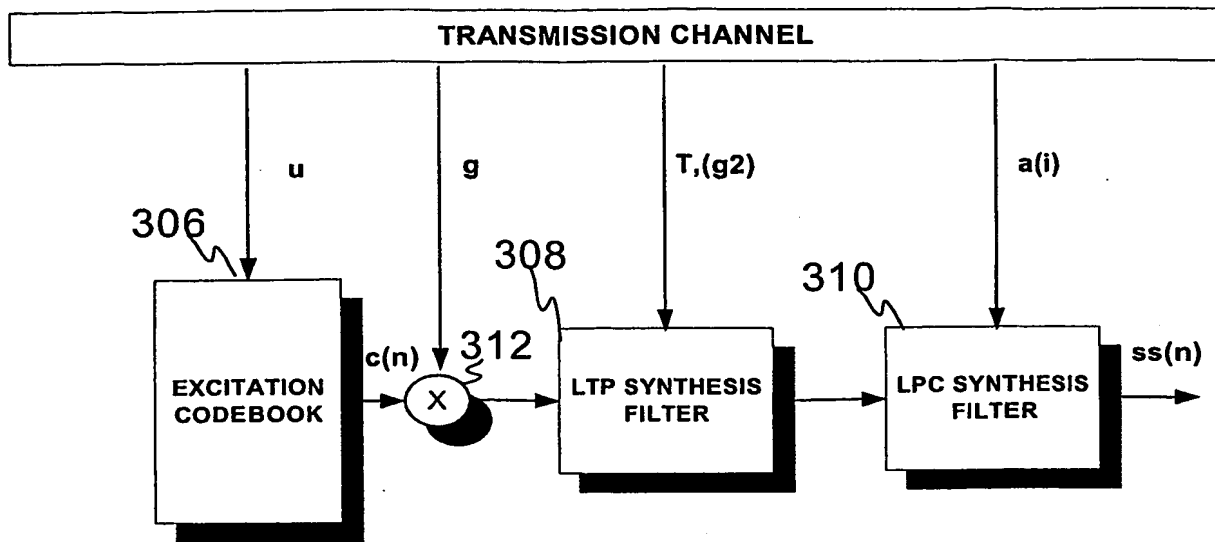 TRANSMISSION CHANNEL
u
g
T,(g2)
a(i)
306
308
310
c(n)
312
ss(n)
EXCITATION
CODEBOOK
X
LTP SYNTHESIS
FILTER
LPC SYNTHESIS
FILTER